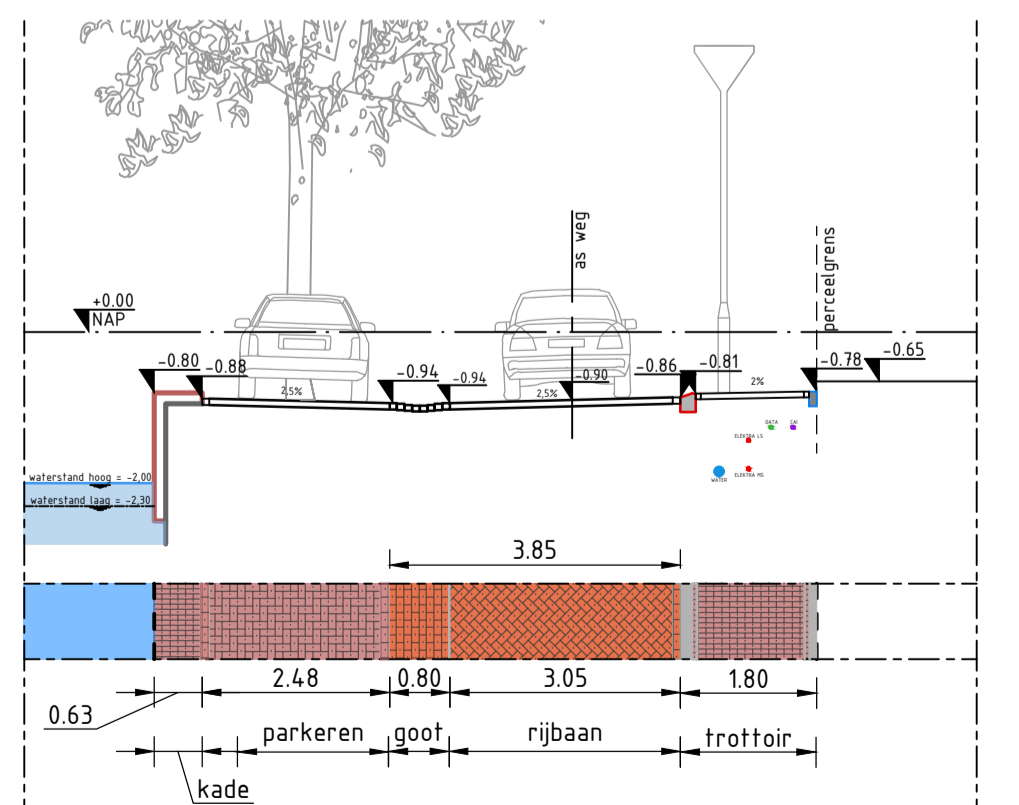 as weg
perceelgrens
+0.00
NAP
-0.80
-0.88
-0.94
-0.94
-0.90
-0.86
-0.81
-0.78
-0.65
2,5%
2,5%
2%
DATA
CAI
ELEKTRA LS
WATER
ELEKTRA MS
waterstand hoog = -2,00
waterstand laag = -2,30
3.85
2.48
0.80
3.05
1.80
0.63
parkeren
goot
rijbaan
trottoir
kade